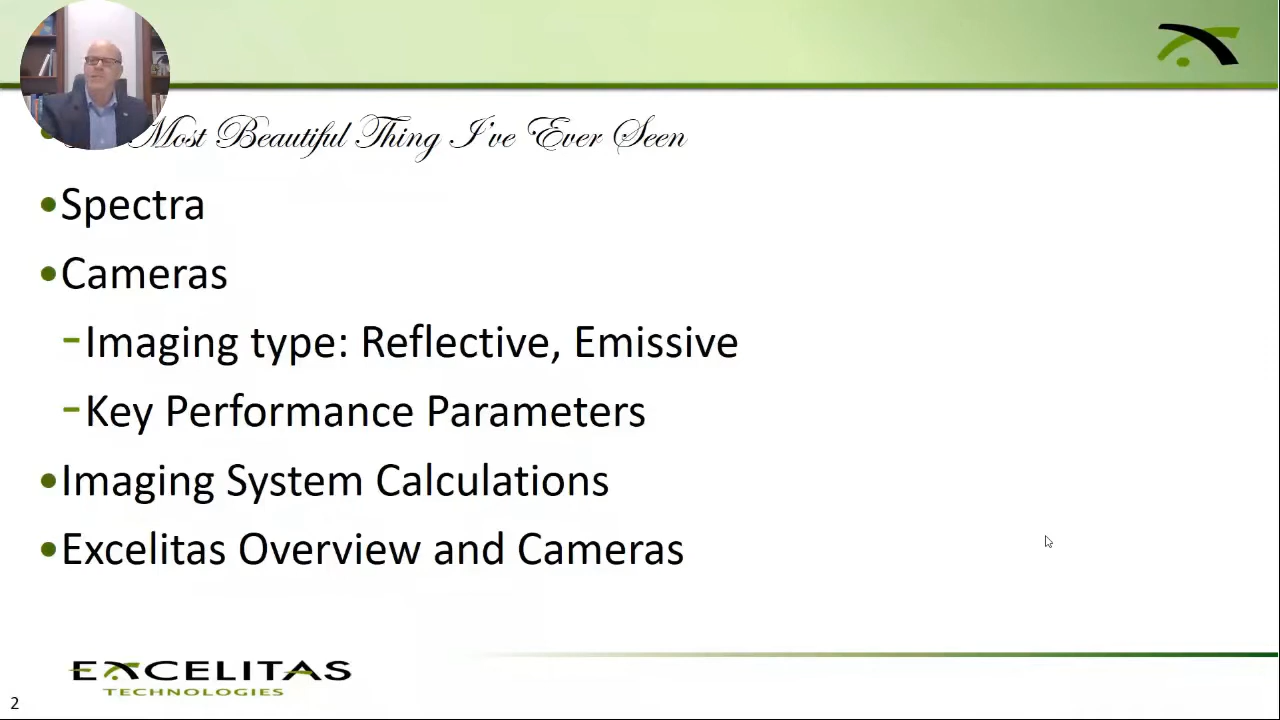 Most Beautiful Thing I've Ever Seen
•Spectra
•Cameras
-Imaging type: Reflective, Emissive
-Key Performance Parameters
•Imaging System Calculations
•Excelitas Overview and Cameras
EXCELITAS
TECHNOLOGIES
2